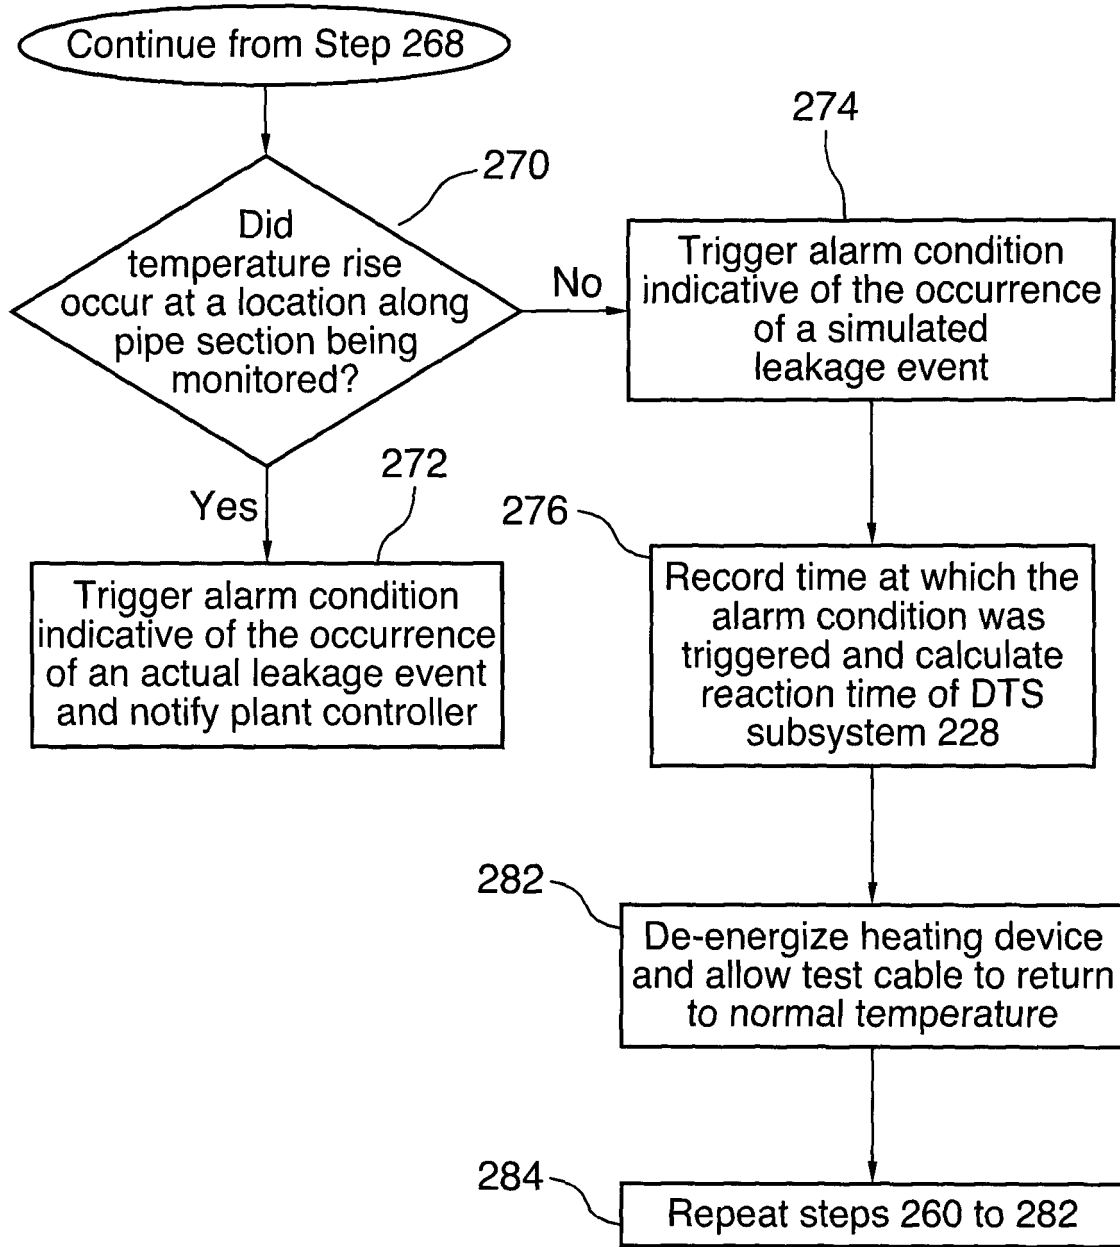 Continue from Step 268
270
Did
temperature rise
occur at a location along
pipe section being
monitored?
No
Yes
272
Trigger alarm condition
indicative of the occurrence
of an actual leakage event
and notify plant controller
274
Trigger alarm condition
indicative of the occurrence
of a simulated
leakage event
276
Record time at which the
alarm condition was
triggered and calculate
reaction time of DTS
subsystem 228
282
De-energize heating device
and allow test cable to return
to normal temperature
284
Repeat steps 260 to 282